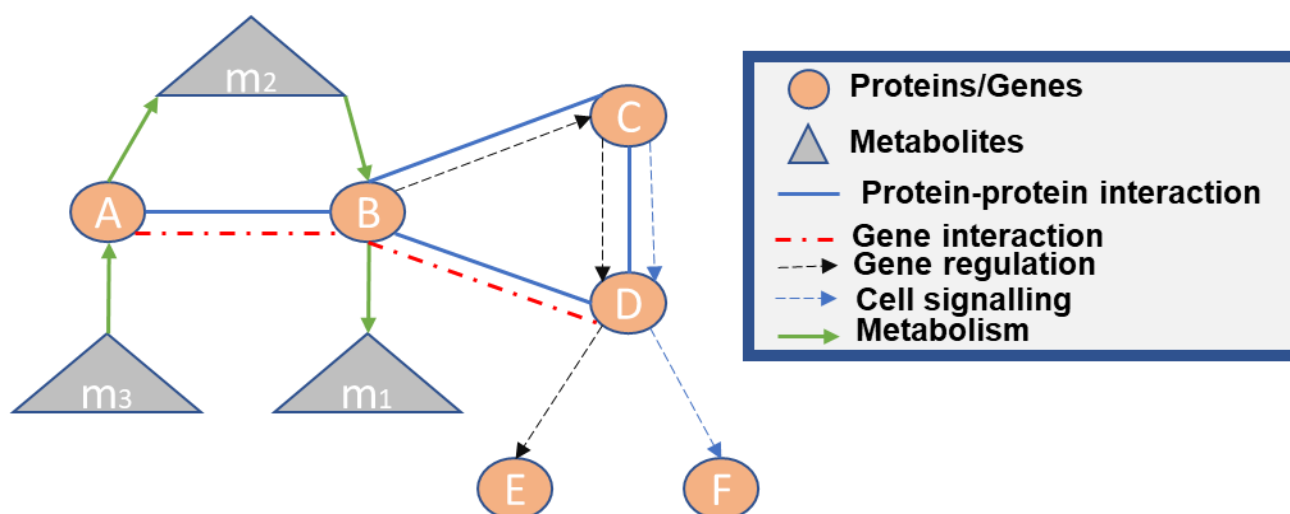 m2
C
A
B
D
m3
m1
E
F
Proteins/Genes
Metabolites
Protein-protein interaction
Gene interaction
Gene regulation
Cell signalling
Metabolism